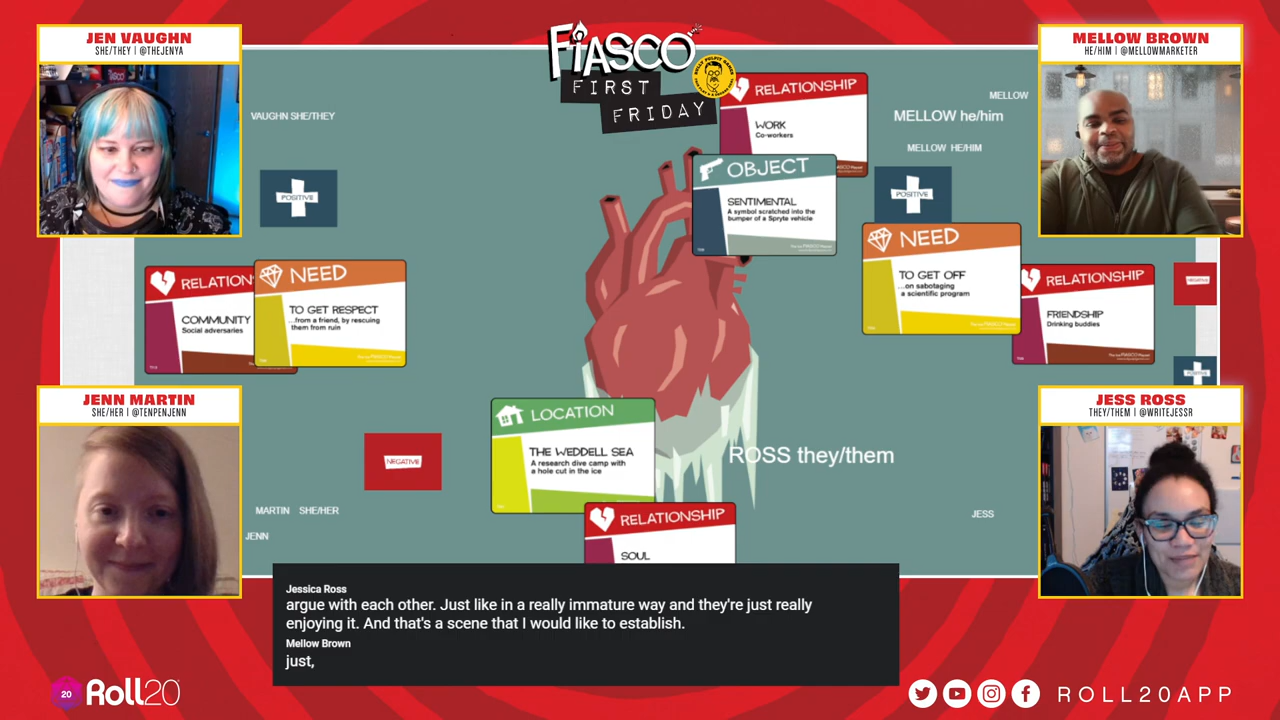 JEN VAUGHN
SHE/THEY | @THEJENYA
FIASCO
FIRST
FRIDAY
MELLOW BROWN
HE/HIM | @MELLOWMARKETER
VAUGHN SHE/THEY
POSITIVE
RELATIONSHIP
WORK
Co-workers
OBJECT
SENTIMENTAL
A symbol scratched into the
bumper of a Spryte vehicle
MELLOW
MELLOW he/him
MELLOW HE/HIM
POSITIVE
RELATION
COMMUNITY
Social adversaries
NEED
TO GET RESPECT
...from a friend, by rescuing
them from ruin
NEED
TO GET OFF
...on sabotaging
a scientific program
RELATIONSHIP
FRIENDSHIP
Drinking buddies
NEGATIVE
POSITIVE
JENN MARTIN
SHE/HER | @TENPENJENN
NEGATIVE
MARTIN SHE/HER
JENN
LOCATION
THE WEDDELL SEA
A research dive camp with
a hole cut in the ice
RELATIONSHIP
SOUL
ROSS they/them
JESS
JESS ROSS
THEY/THEM | @WRITEJESSR
Jessica Ross
argue with each other. Just like in a really immature way and they're just really
enjoying it. And that's a scene that I would like to establish.
Mellow Brown
just,
20
Roll20
ROLL20APP